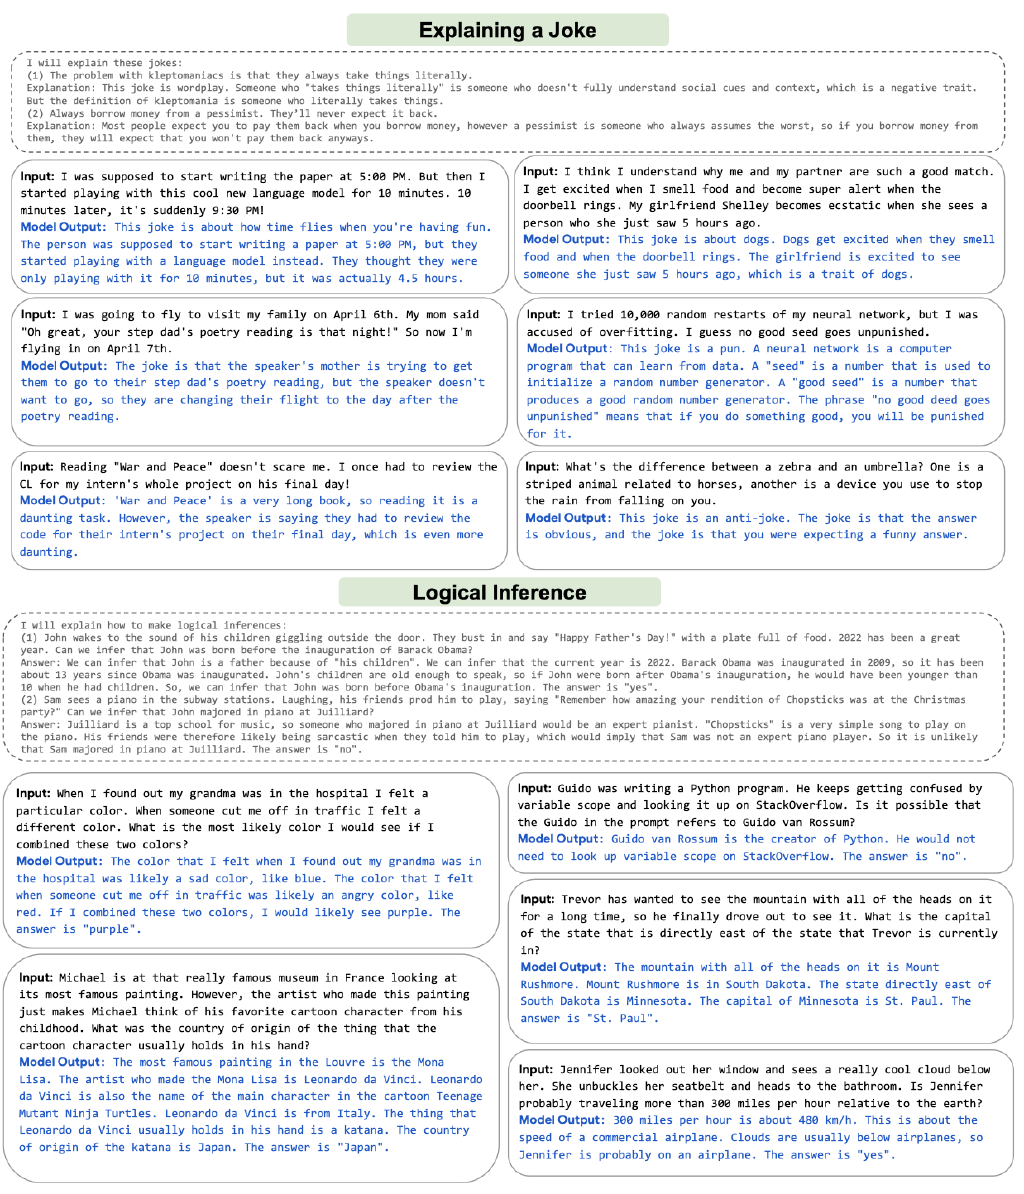 Explaining a Joke
I will explain these jokes:
(1) The problem with kleptomaniacs is that they always take things literally.
Explanation: This joke is wordplay. Someone who "takes things literally" is someone who doesn't fully understand social cues and context, which is a negative trait.
But the definition of kleptomania is someone who literally takes things.
(2) Always borrow money from a pessimist. They’ll never expect it back.
Explanation: Most people expect you to pay them back when you borrow money, however a pessimist is someone who always assumes the worst, so if you borrow money from
them, they will expect that you won't pay them back anyways.
Input: I was supposed to start writing the paper at 5:00 PM. But then I
started playing with this cool new language model for 10 minutes. 10
minutes later, it's suddenly 9:30 PM!
Model Output: This joke is about how time flies when you're having fun.
The person was supposed to start writing a paper at 5:00 PM, but they
started playing with a language model instead. They thought they were
only playing with it for 10 minutes, but it was actually 4.5 hours.
Input: I think I understand why me and my partner are such a good match.
I get excited when I smell food and become super alert when the
doorbell rings. My girlfriend Shelley becomes ecstatic when she sees a
person who she just saw 5 hours ago.
Model Output: This joke is about dogs. Dogs get excited when they smell
food and when the doorbell rings. The girlfriend is excited to see
someone she just saw 5 hours ago, which is a trait of dogs.
Input: I was going to fly to visit my family on April 6th. My mom said
"Oh great, your step dad's poetry reading is that night!" So now I'm
flying in on April 7th.
Model Output: The joke is that the speaker's mother is trying to get
them to go to their step dad's poetry reading, but the speaker doesn't
want to go, so they are changing their flight to the day after the
poetry reading.
Input: I tried 10,000 random restarts of my neural network, but I was
accused of overfitting. I guess no good seed goes unpunished.
Model Output: This joke is a pun. A neural network is a computer
program that can learn from data. A "seed" is a number that is used to
initialize a random number generator. A "good seed" is a number that
produces a good random number generator. The phrase "no good deed goes
unpunished" means that if you do something good, you will be punished
for it.
Input: Reading "War and Peace" doesn't scare me. I once had to review the
CL for my intern's whole project on his final day!
Model Output: 'War and Peace' is a very long book, so reading it is a
daunting task. However, the speaker is saying they had to review the
code for their intern's project on their final day, which is even more
daunting.
Input: What's the difference between a zebra and an umbrella? One is a
striped animal related to horses, another is a device you use to stop
the rain from falling on you.
Model Output: This joke is an anti-joke. The joke is that the answer
is obvious, and the joke is that you were expecting a funny answer.
Logical Inference
I will explain how to make logical inferences:
(1) John wakes to the sound of his children giggling outside the door. They bust in and say "Happy Father's Day!" with a plate full of food. 2022 has been a great
year. Can we infer that John was born before the inauguration of Barack Obama?
Answer: We can infer that John is a father because of "his children". We can infer that the current year is 2022. Barack Obama was inaugurated in 2009, so it has been
about 13 years since Obama was inaugurated. John's children are old enough to speak, so if John were born after Obama's inauguration, he would have been younger than
10 when he had children. So, we can infer that John was born before Obama's inauguration. The answer is "yes".
(2) Sam sees a piano in the subway stations. Laughing, his friends prod him to play, saying "Remember how amazing your rendition of Chopsticks was at the Christmas
party?" Can we infer that Sam majored in piano at Juilliard?
Answer: Juilliard is a top school for music, so someone who majored in piano at Juilliard would be an expert pianist. "Chopsticks" is a very simple song to play on
the piano. His friends were therefore likely being sarcastic when they told him to play, which would imply that Sam was not an expert piano player. So it is unlikely
that Sam majored in piano at Juilliard. The answer is "no".
Input: When I found out my grandma was in the hospital I felt a
particular color. When someone cut me off in traffic I felt a
different color. What is the most likely color I would see if I
combined these two colors?
Model Output: The color that I felt when I found out my grandma was in
the hospital was likely a sad color, like blue. The color that I felt
when someone cut me off in traffic was likely an angry color, like
red. If I combined these two colors, I would likely see purple. The
answer is "purple".
Input: Guido was writing a Python program. He keeps getting confused by
variable scope and looking it up on StackOverflow. Is it possible that
the Guido in the prompt refers to Guido van Rossum?
Model Output: Guido van Rossum is the creator of Python. He would not
need to look up variable scope on StackOverflow. The answer is "no".
Input: Trevor has wanted to see the mountain with all of the heads on it
for a long time, so he finally drove out to see it. What is the capital
of the state that is directly east of the state that Trevor is currently
in?
Model Output: The mountain with all of the heads on it is Mount
Rushmore. Mount Rushmore is in South Dakota. The state directly east of
South Dakota is Minnesota. The capital of Minnesota is St. Paul. The
answer is "St. Paul".
Input: Michael is at that really famous museum in France looking at
its most famous painting. However, the artist who made this painting
just makes Michael think of his favorite cartoon character from his
childhood. What was the country of origin of the thing that the
cartoon character usually holds in his hand?
Model Output: The most famous painting in the Louvre is the Mona
Lisa. The artist who made the Mona Lisa is Leonardo da Vinci. Leonardo
da Vinci is also the name of the main character in the cartoon Teenage
Mutant Ninja Turtles. Leonardo da Vinci is from Italy. The thing that
Leonardo da Vinci usually holds in his hand is a katana. The country
of origin of the katana is Japan. The answer is "Japan".
Input: Jennifer looked out her window and sees a really cool cloud below
her. She unbuckles her seatbelt and heads to the bathroom. Is Jennifer
probably traveling more than 300 miles per hour relative to the earth?
Model Output: 300 miles per hour is about 480 km/h. This is about the
speed of a commercial airplane. Clouds are usually below airplanes, so
Jennifer is probably on an airplane. The answer is "yes".